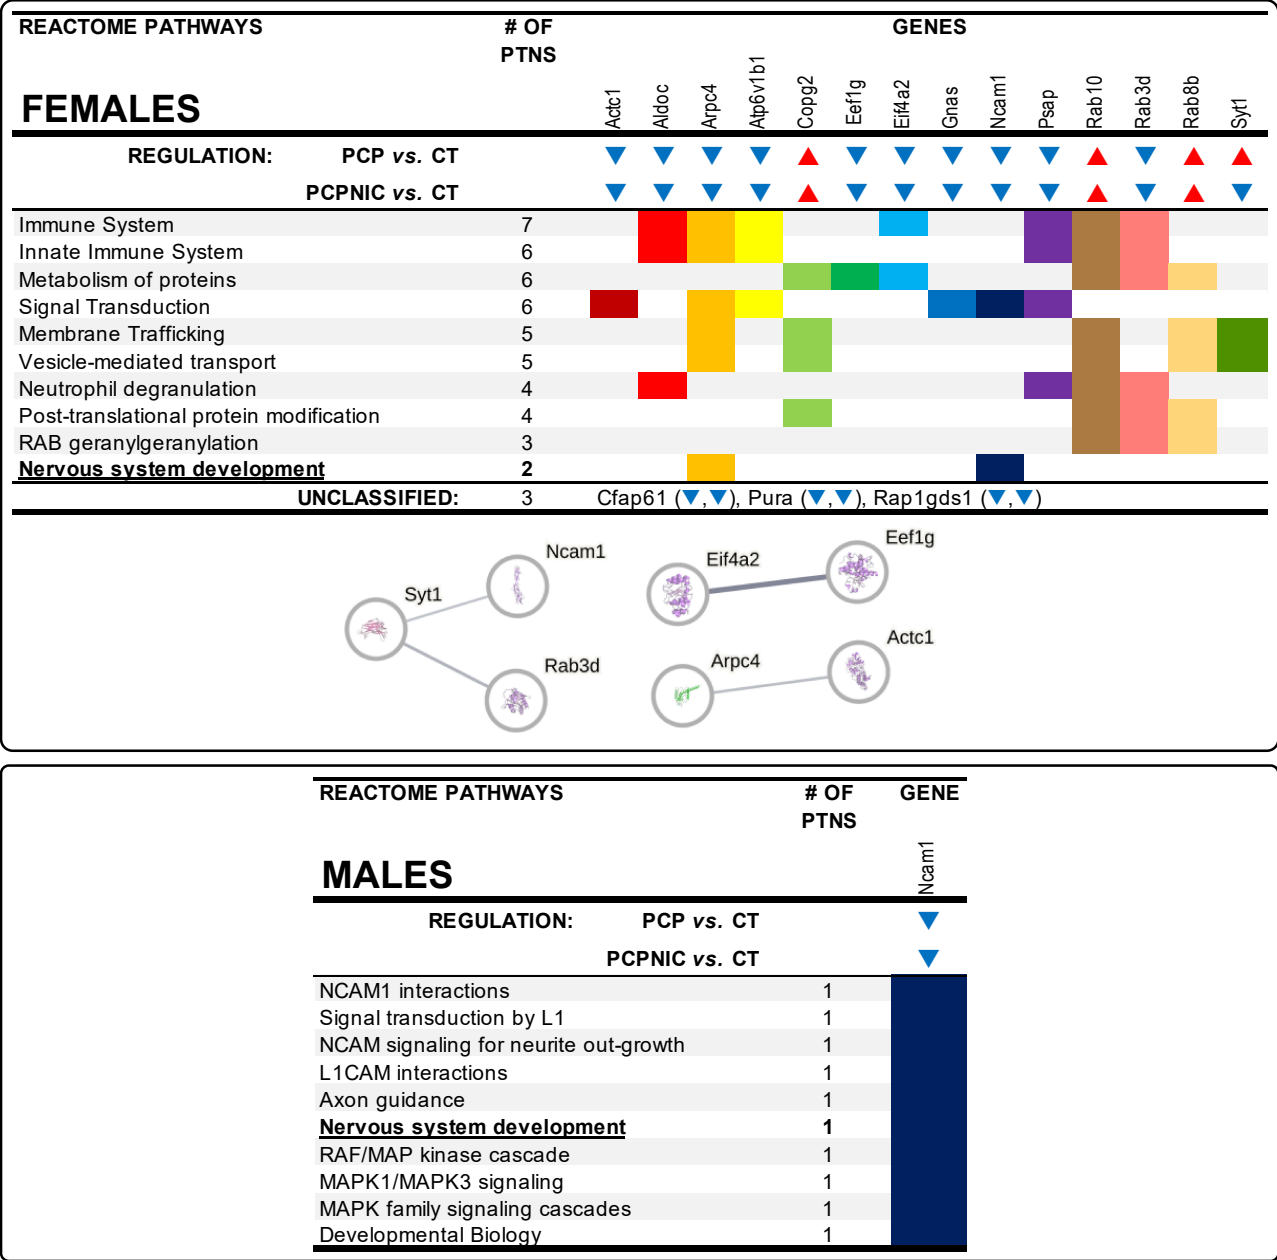 REACTOME PATHWAYS # OF PTNS GENES
FEMALES Actc1 Aldoc Arpc4 Atp6v1b1 Copg2 Eef1g Eif4a2 Gnas Ncam1 Psap Rab10 Rab3d Rab8b Syt1
REGULATION: PCP vs. CT ▼ ▼ ▼ ▼ ▲ ▼ ▼ ▼ ▼ ▼ ▲ ▼ ▲ ▲
PCPNIC vs. CT ▼ ▼ ▼ ▼ ▲ ▼ ▼ ▼ ▼ ▼ ▲ ▼ ▲ ▼
Immune System 7
Innate Immune System 6
Metabolism of proteins 6
Signal Transduction 6
Membrane Trafficking 5
Vesicle-mediated transport 5
Neutrophil degranulation 4
Post-translational protein modification 4
RAB geranylgeranylation 3
Nervous system development 2
UNCLASSIFIED: 3 Cfap61 (▼,▼), Pura (▼,▼), Rap1gds1 (▼,▼)
Eef1g
Ncam1
Eif4a2
Syt1
Actc1
Arpc4
Rab3d
REACTOME PATHWAYS # OF PTNS GENE
MALES Ncam1
REGULATION: PCP vs. CT ▼
PCPNIC vs. CT ▼
NCAM1 interactions 1
Signal transduction by L1 1
NCAM signaling for neurite out-growth 1
L1CAM interactions 1
Axon guidance 1
Nervous system development 1
RAF/MAP kinase cascade 1
MAPK1/MAPK3 signaling 1
MAPK family signaling cascades 1
Developmental Biology 1